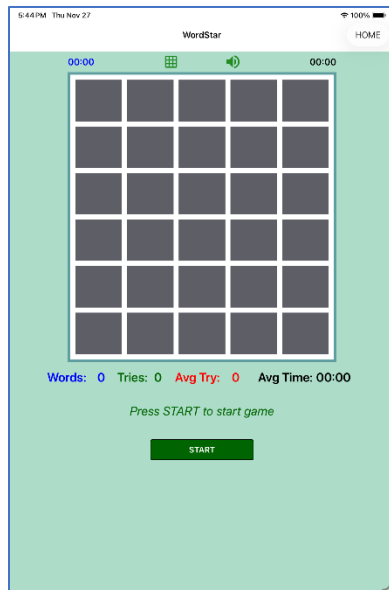 5:44 PM Thu Nov 27 100%
WordStar HOME
00:00 00:00
Words: 0 Tries: 0 Avg Try: 0 Avg Time: 00:00
Press START to start game
START